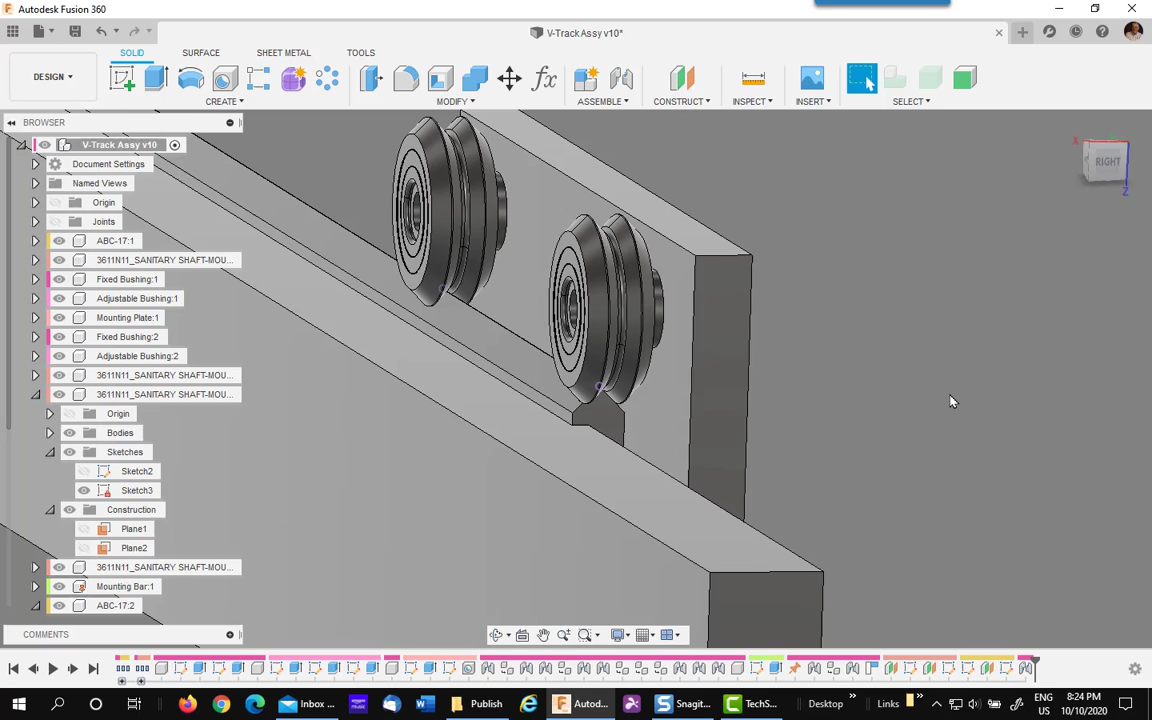 Autodesk Fusion 360
V-Track Assy v10*
SOLID
SURFACE
SHEET METAL
TOOLS
DESIGN
CREATE
MODIFY
ASSEMBLE
CONSTRUCT
INSPECT
INSERT
SELECT
BROWSER
V-Track Assy v10
Document Settings
Named Views
Origin
Joints
ABC-17:1
3611N11_SANITARY SHAFT-MOU...
Fixed Bushing:1
Adjustable Bushing:1
Mounting Plate:1
Fixed Bushing:2
Adjustable Bushing:2
3611N11_SANITARY SHAFT-MOU...
3611N11_SANITARY SHAFT-MOU...
Origin
Bodies
Sketches
Sketch2
Sketch3
Construction
Plane1
Plane2
3611N11_SANITARY SHAFT-MOU...
Mounting Bar:1
ABC-17:2
COMMENTS
X
Z
RIGHT
Inbox ...
Publish
Autod...
Snagit...
TechS...
Desktop
Links
ENG
US
8:24 PM
10/10/2020